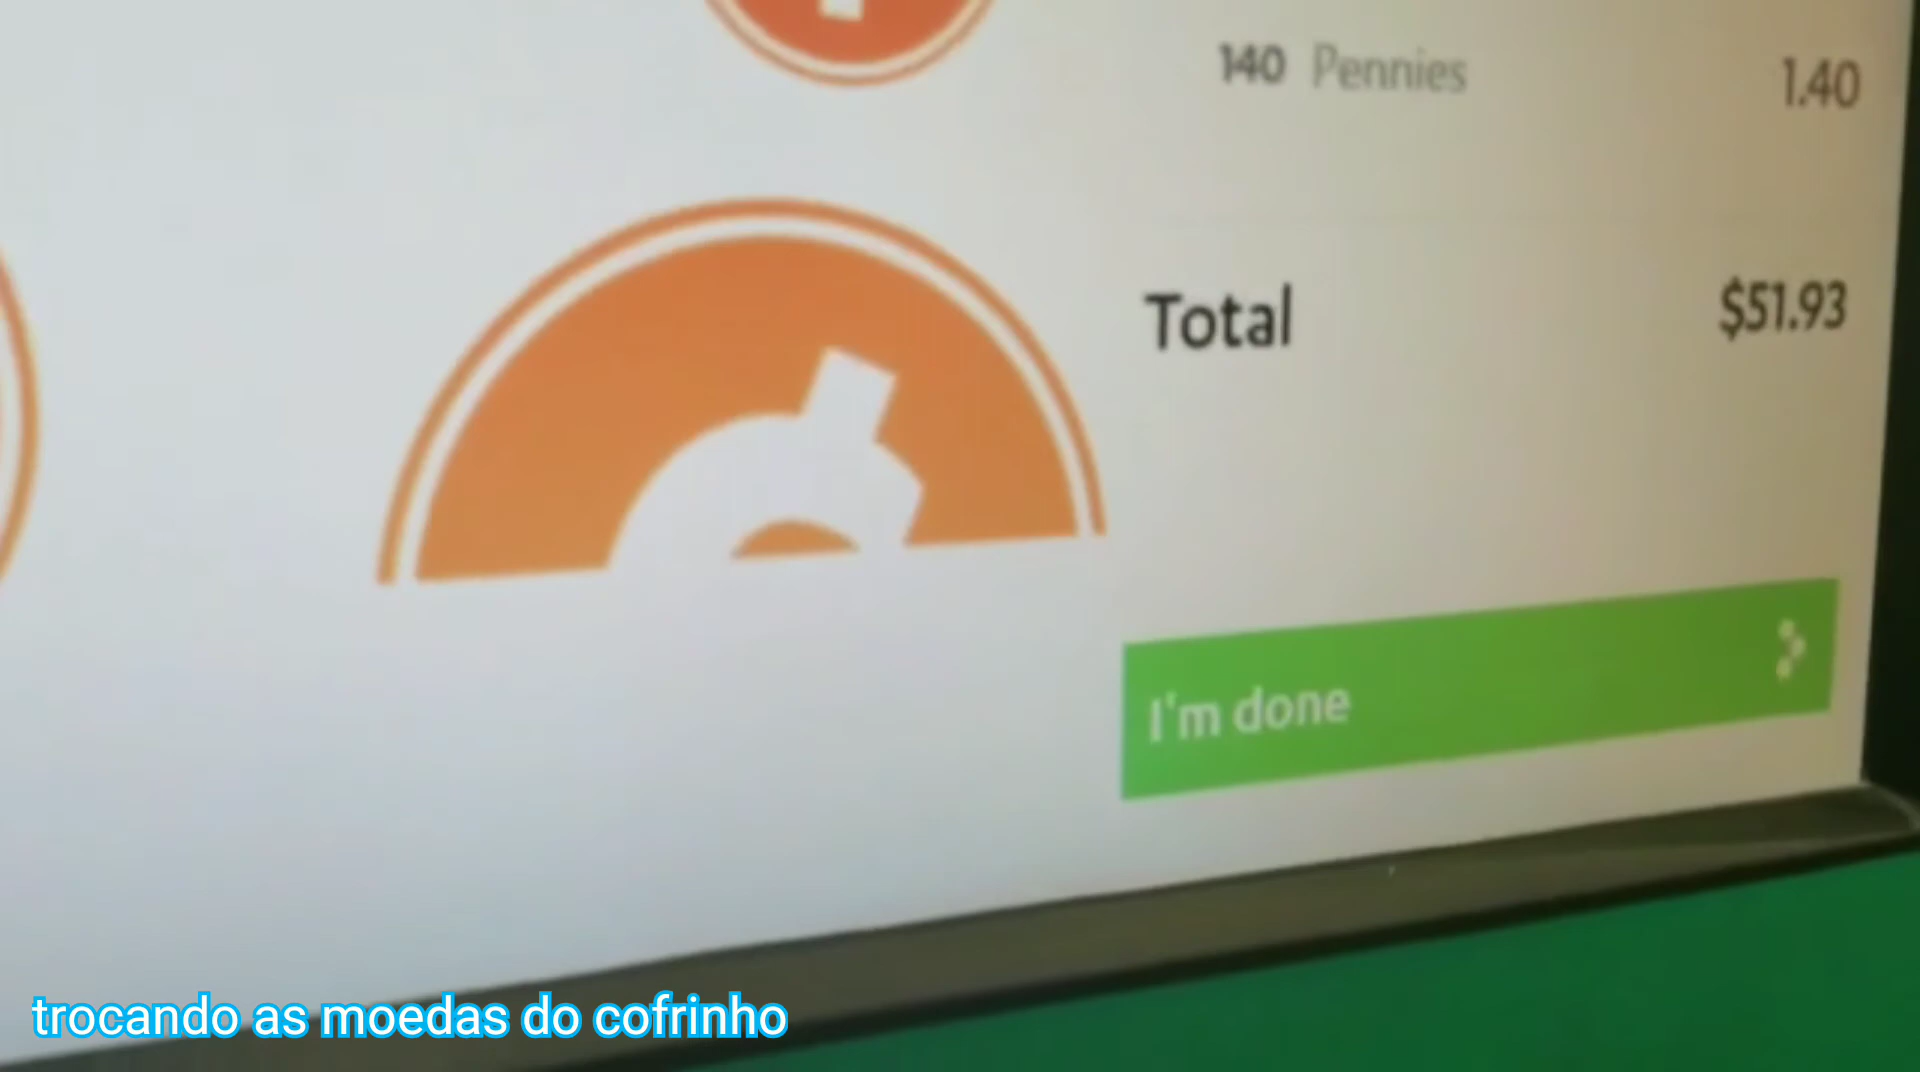 140 Pennies 1.40
Total $51.93
I'm done
trocando as moedas do cofrinho